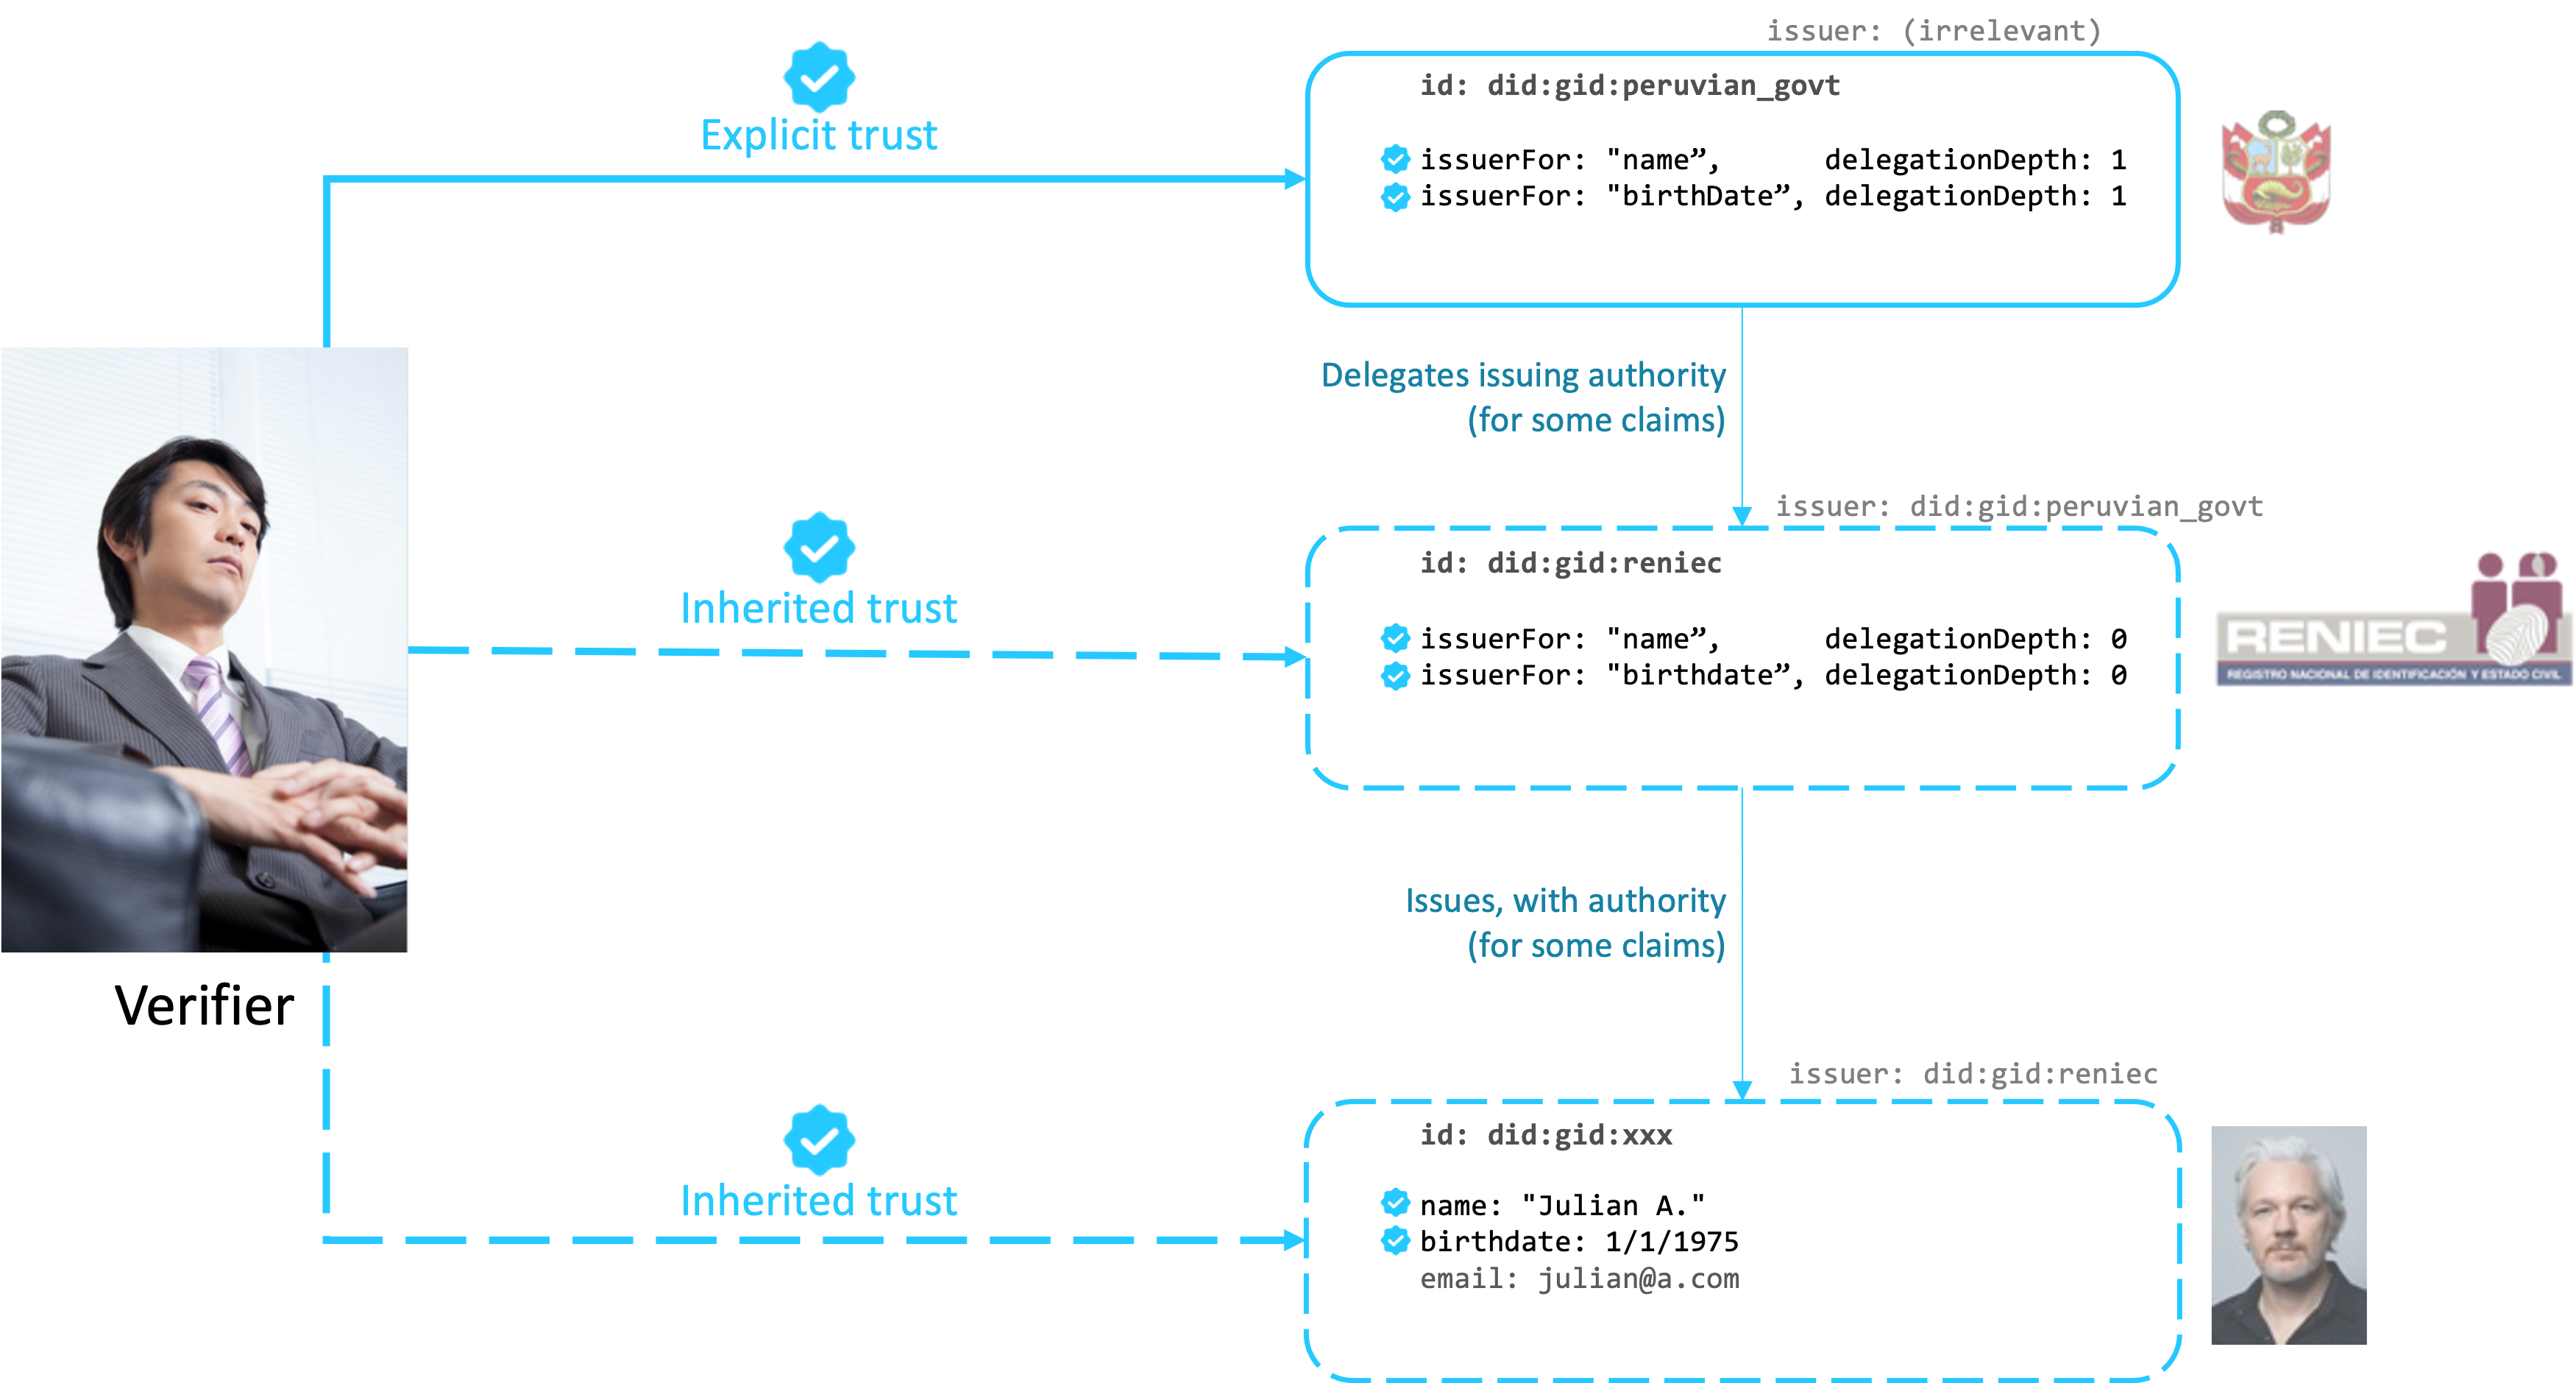 issuer: (irrelevant)
id: did:gid:peruvian_govt
Explicit trust
issuerFor: "name”, delegationDepth: 1
issuerFor: "birthDate”, delegationDepth: 1
Delegates issuing authority
(for some claims)
issuer: did:gid:peruvian_govt
id: did:gid:reniec
Inherited trust
issuerFor: "name”, delegationDepth: 0
issuerFor: "birthdate”, delegationDepth: 0
RENIEC
REGISTRO NACIONAL DE IDENTIFICACIÓN Y ESTADO CIVIL
Issues, with authority
(for some claims)
Verifier
issuer: did:gid:reniec
id: did:gid:xxx
Inherited trust
name: "Julian A."
birthdate: 1/1/1975
email: julian@a.com